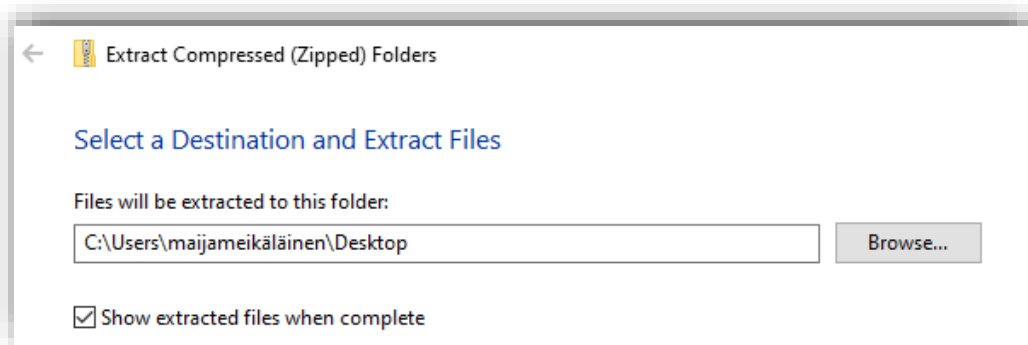 Extract Compressed (Zipped) Folders
Select a Destination and Extract Files
Files will be extracted to this folder:
C:\Users\maijameikäläinen\Desktop
Browse...
Show extracted files when complete